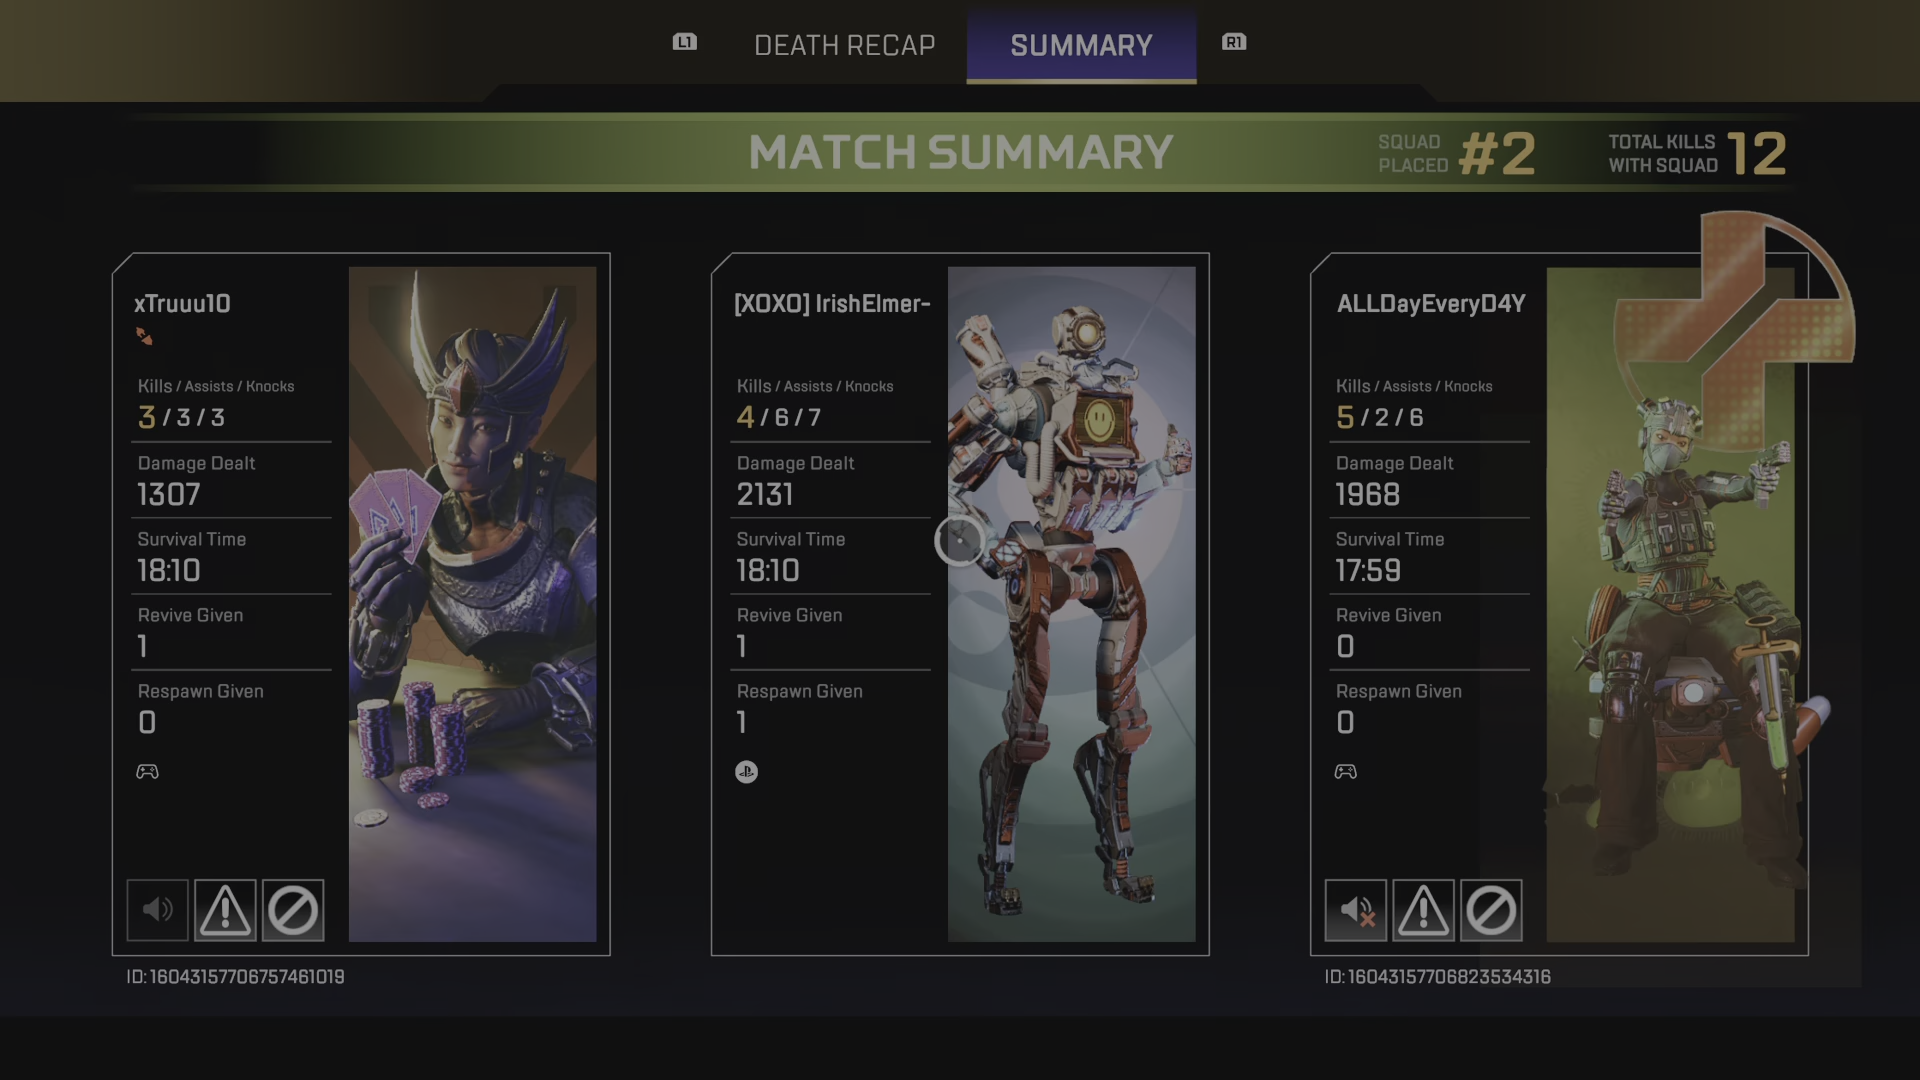 L1
DEATH RECAP
SUMMARY
R1
MATCH SUMMARY
SQUAD PLACED #2
TOTAL KILLS WITH SQUAD 12
xTruuu10
Kills / Assists / Knocks
3 / 3 / 3
Damage Dealt
1307
Survival Time
18:10
Revive Given
1
Respawn Given
0
ID: 16043157706757461019
[XOXO] IrishElmer-
Kills / Assists / Knocks
4 / 6 / 7
Damage Dealt
2131
Survival Time
18:10
Revive Given
1
Respawn Given
1
ALLDayEveryD4Y
Kills / Assists / Knocks
5 / 2 / 6
Damage Dealt
1968
Survival Time
17:59
Revive Given
0
Respawn Given
0
ID: 16043157706823534316